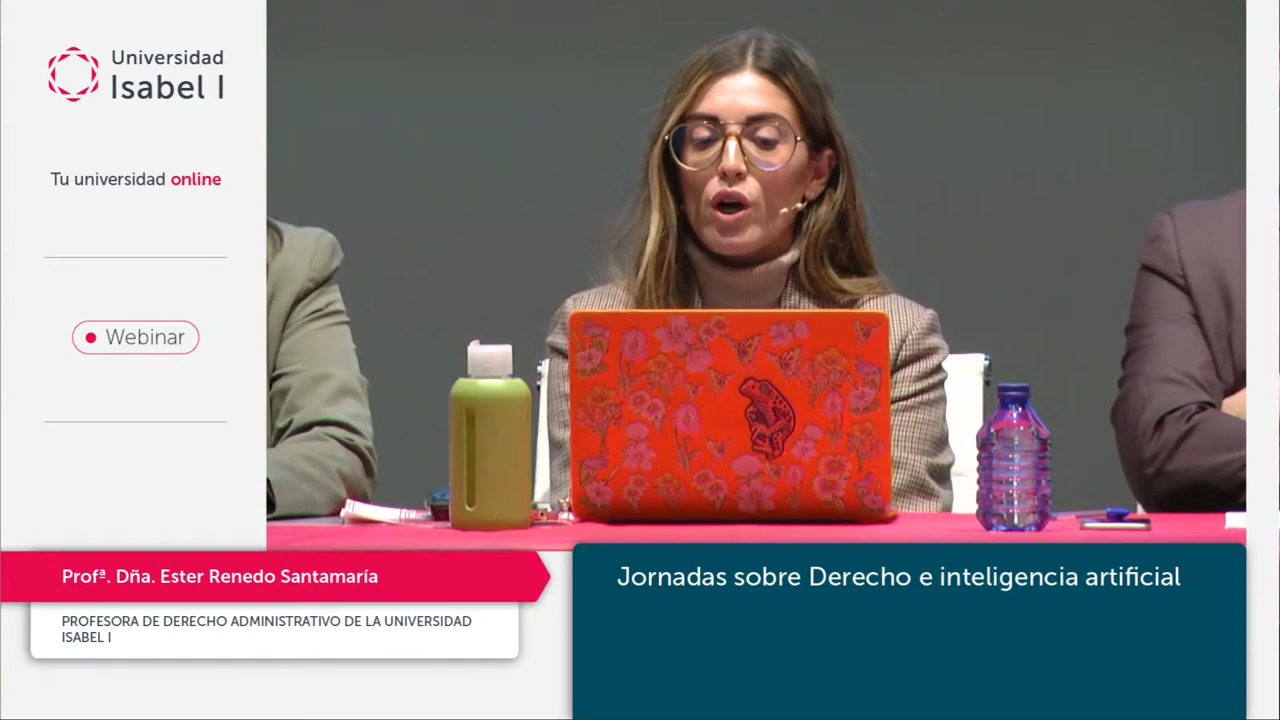 Universidad
Isabel I
Tu universidad online
Webinar
Profª. Dña. Ester Renedo Santamaría
PROFESORA DE DERECHO ADMINISTRATIVO DE LA UNIVERSIDAD
ISABEL I
Jornadas sobre Derecho e inteligencia artificial